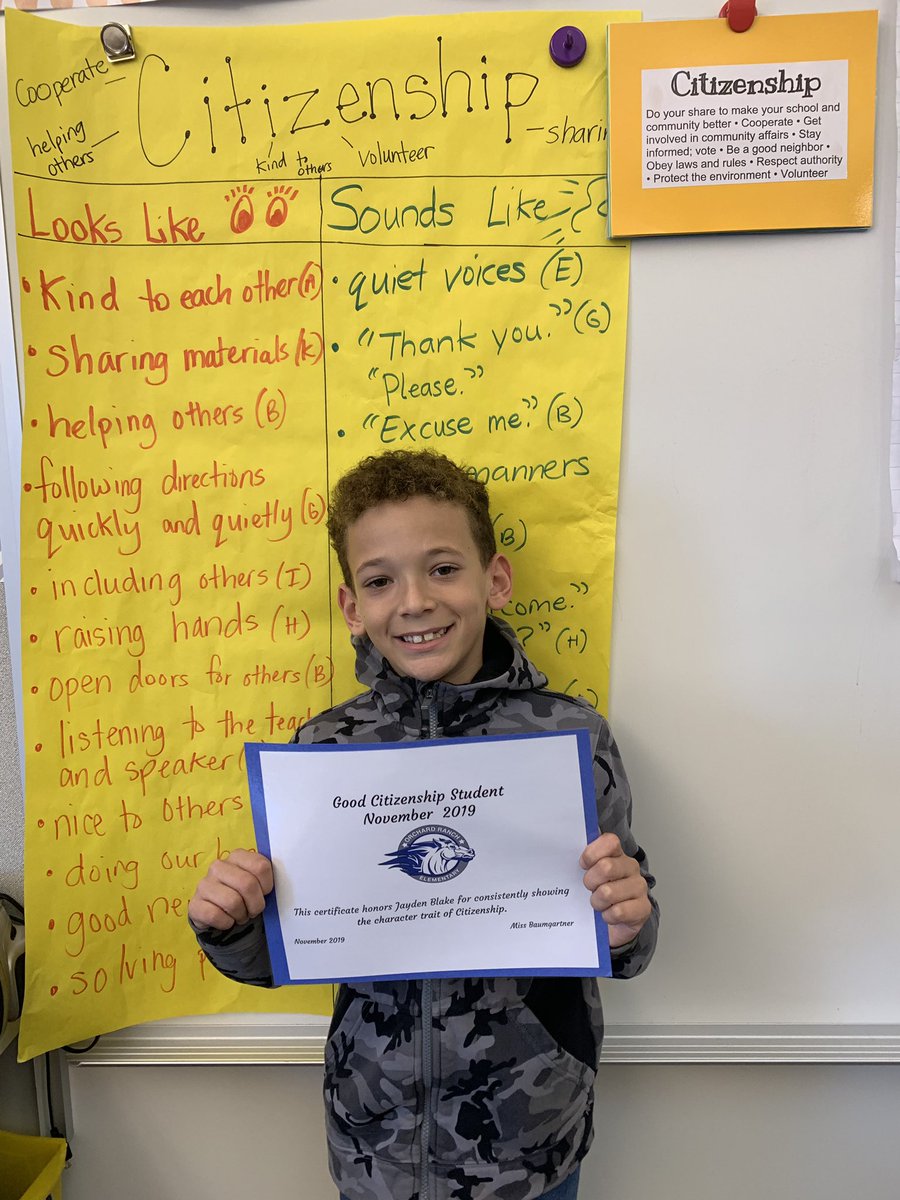 Cooperate
Citizenship
helping
others
Kind to
others
Volunteer
Looks Like
Sounds Like
• Kind to each other (A)
• Sharing materials (K)
• helping others (B)
• following directions
quickly and quietly (G)
• including others (I)
• raising hands (H)
• open doors for others (B)
• listening to the
and speaker
• nice to others
• doing our
• good
• solving
• quiet voices (E)
• “Thank you.” (G)
“Please.”
• “Excuse me.” (B)
manners
(B)
come.”
?” (H)
Citizenship
Do your share to make your school and
community better • Cooperate • Get
involved in community affairs • Stay
informed; vote • Be a good neighbor •
Obey laws and rules • Respect authority
• Protect the environment • Volunteer
Good Citizenship Student
November 2019
ORCHARD RANCH
ELEMENTARY
This certificate honors Jayden Blake for consistently showing
the character trait of Citizenship.
November 2019
Miss Baumgartner